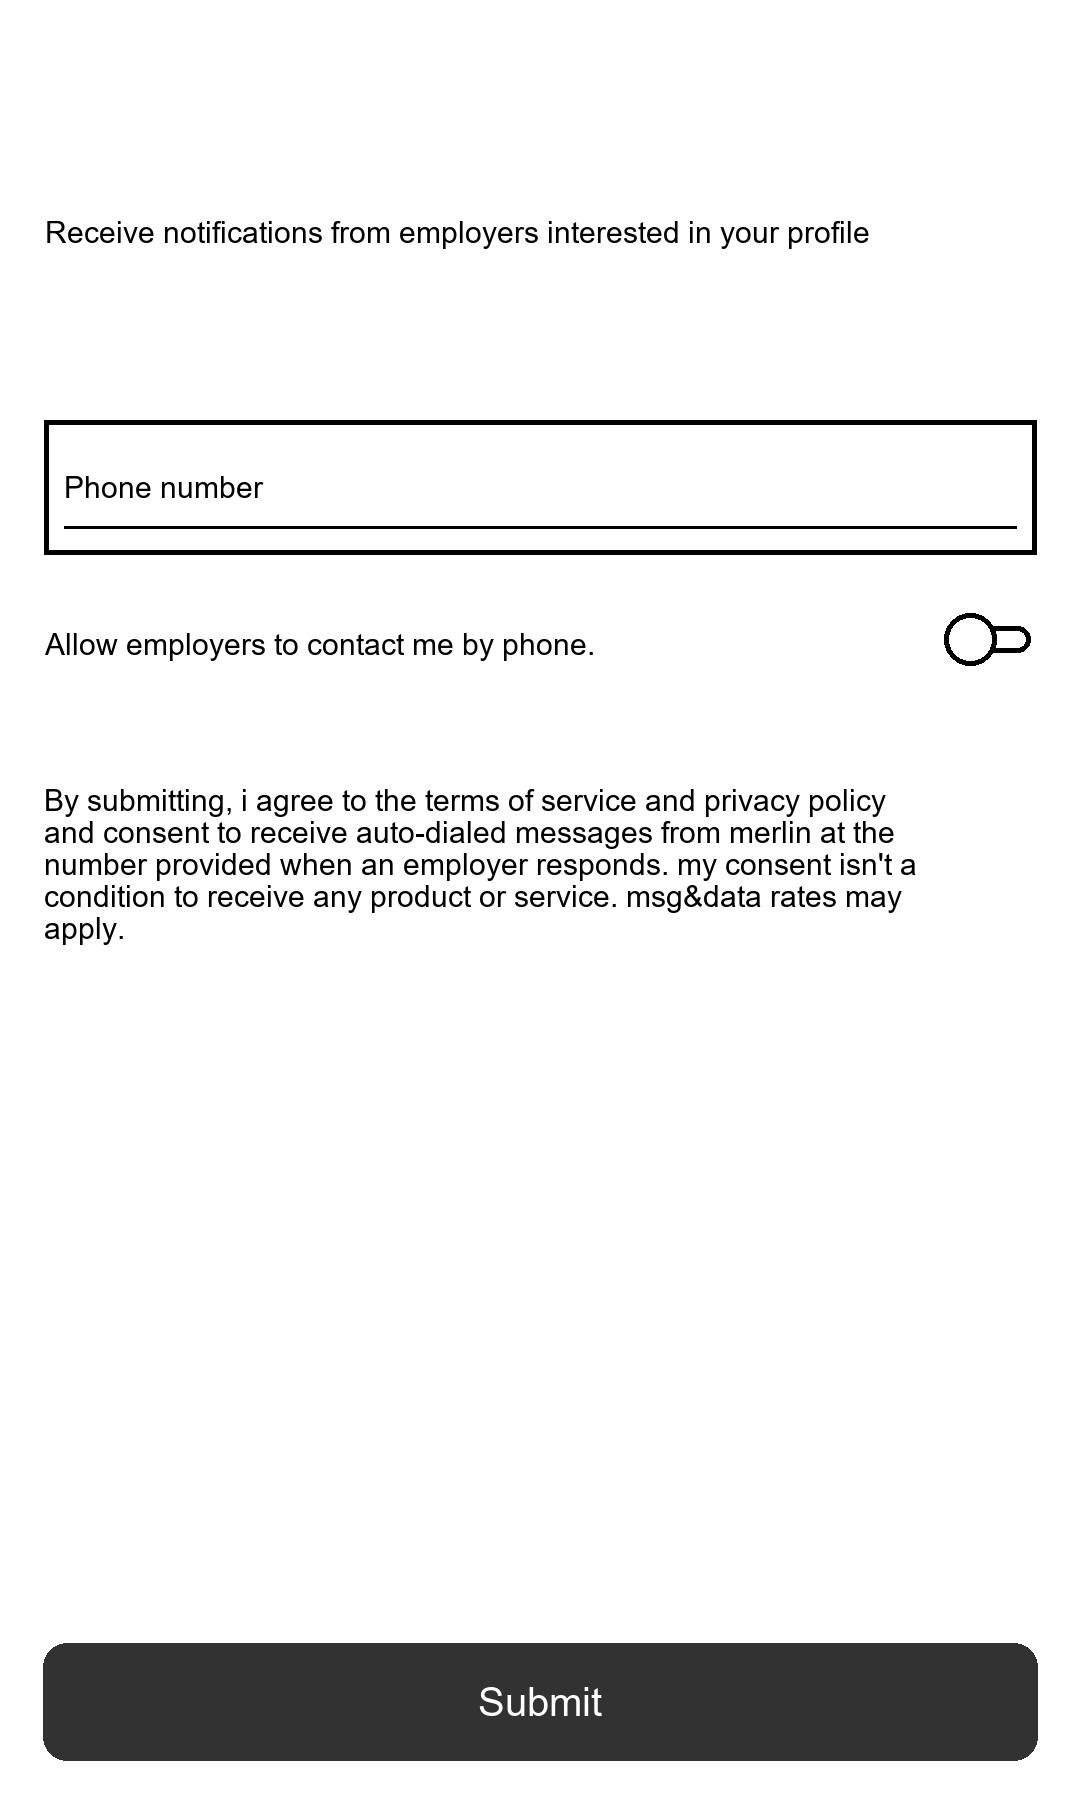 Receive notifications from employers interested in your profile
Phone number
Allow employers to contact me by phone.
By submitting, i agree to the terms of service and privacy policy
and consent to receive auto-dialed messages from merlin at the
number provided when an employer responds. my consent isn't a
condition to receive any product or service. msg&data rates may
apply.
Submit